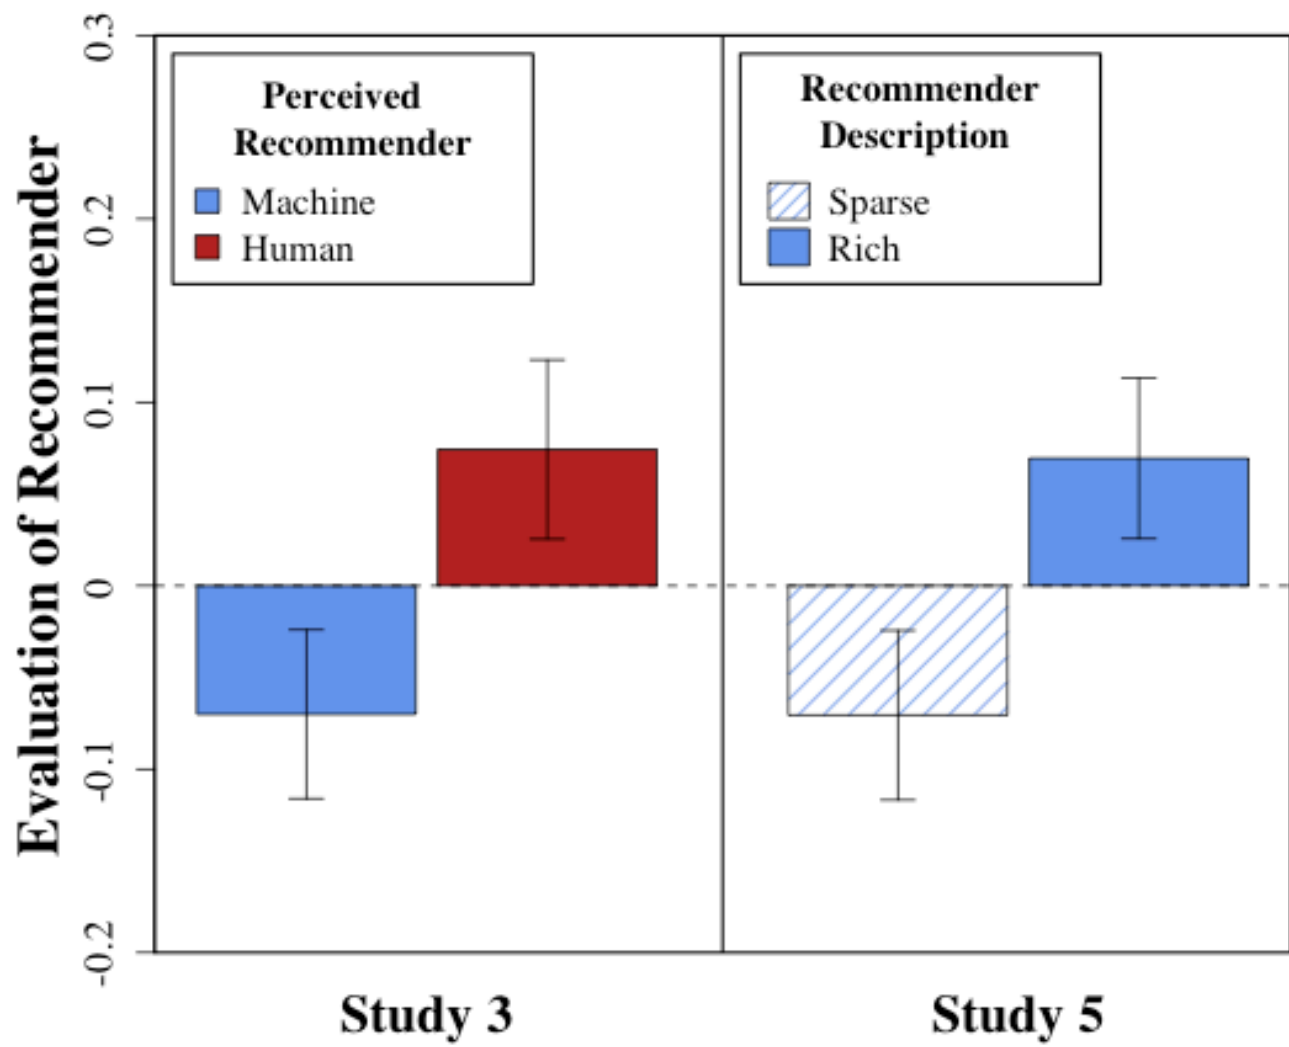 Evaluation of Recommender
0.3
0.2
0.1
0
-0.1
-0.2
Perceived
Recommender
Machine
Human
Recommender
Description
Sparse
Rich
Study 3
Study 5